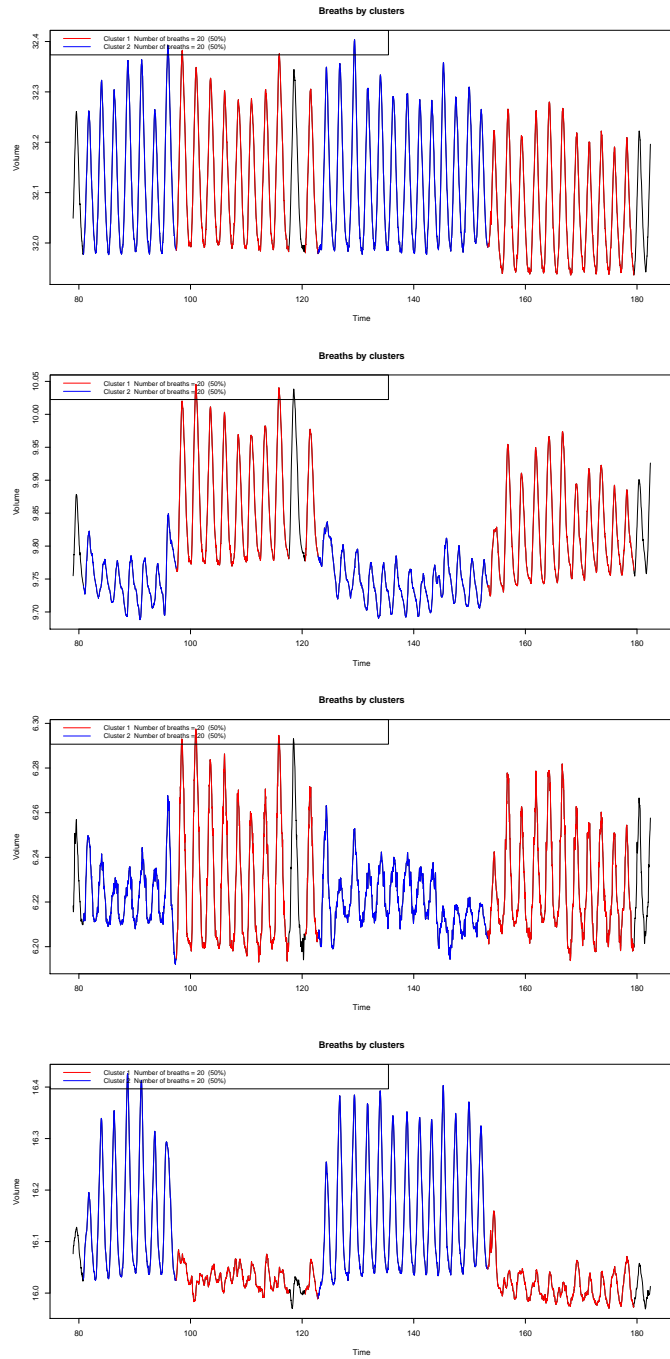 Breaths by clusters
Cluster 1 Number of breaths = 20 (50%)
Cluster 2 Number of breaths = 20 (50%)
Volume
32.4
32.3
32.2
32.1
32.0
80 100 120 140 160 180
Time
Breaths by clusters
Cluster 1 Number of breaths = 20 (50%)
Cluster 2 Number of breaths = 20 (50%)
Volume
10.05
10.00
9.95
9.90
9.85
9.80
9.75
9.70
80 100 120 140 160 180
Time
Breaths by clusters
Cluster 1 Number of breaths = 20 (50%)
Cluster 2 Number of breaths = 20 (50%)
Volume
6.30
6.28
6.26
6.24
6.22
6.20
80 100 120 140 160 180
Time
Breaths by clusters
Cluster 1 Number of breaths = 20 (50%)
Cluster 2 Number of breaths = 20 (50%)
Volume
16.4
16.3
16.2
16.1
16.0
80 100 120 140 160 180
Time